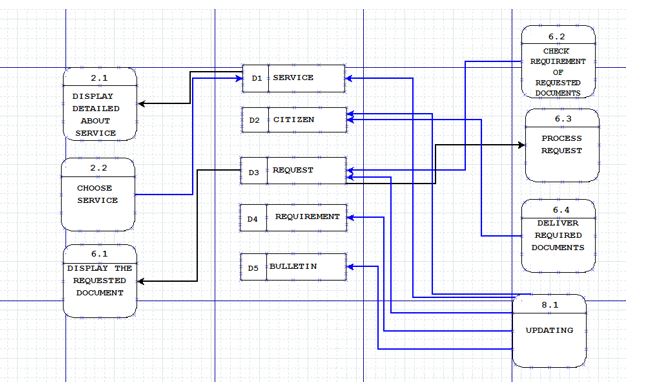 2.1
DISPLAY
DETAILED
ABOUT
SERVICE
2.2
CHOOSE
SERVICE
6.1
DISPLAY THE
REQUESTED
DOCUMENT
D1 SERVICE
D2 CITIZEN
D3 REQUEST
D4 REQUIREMENT
D5 BULLETIN
6.2
CHECK
REQUIREMENT
OF
REQUESTED
DOCUMENTS
6.3
PROCESS
REQUEST
6.4
DELIVER
REQUIRED
DOCUMENTS
8.1
UPDATING